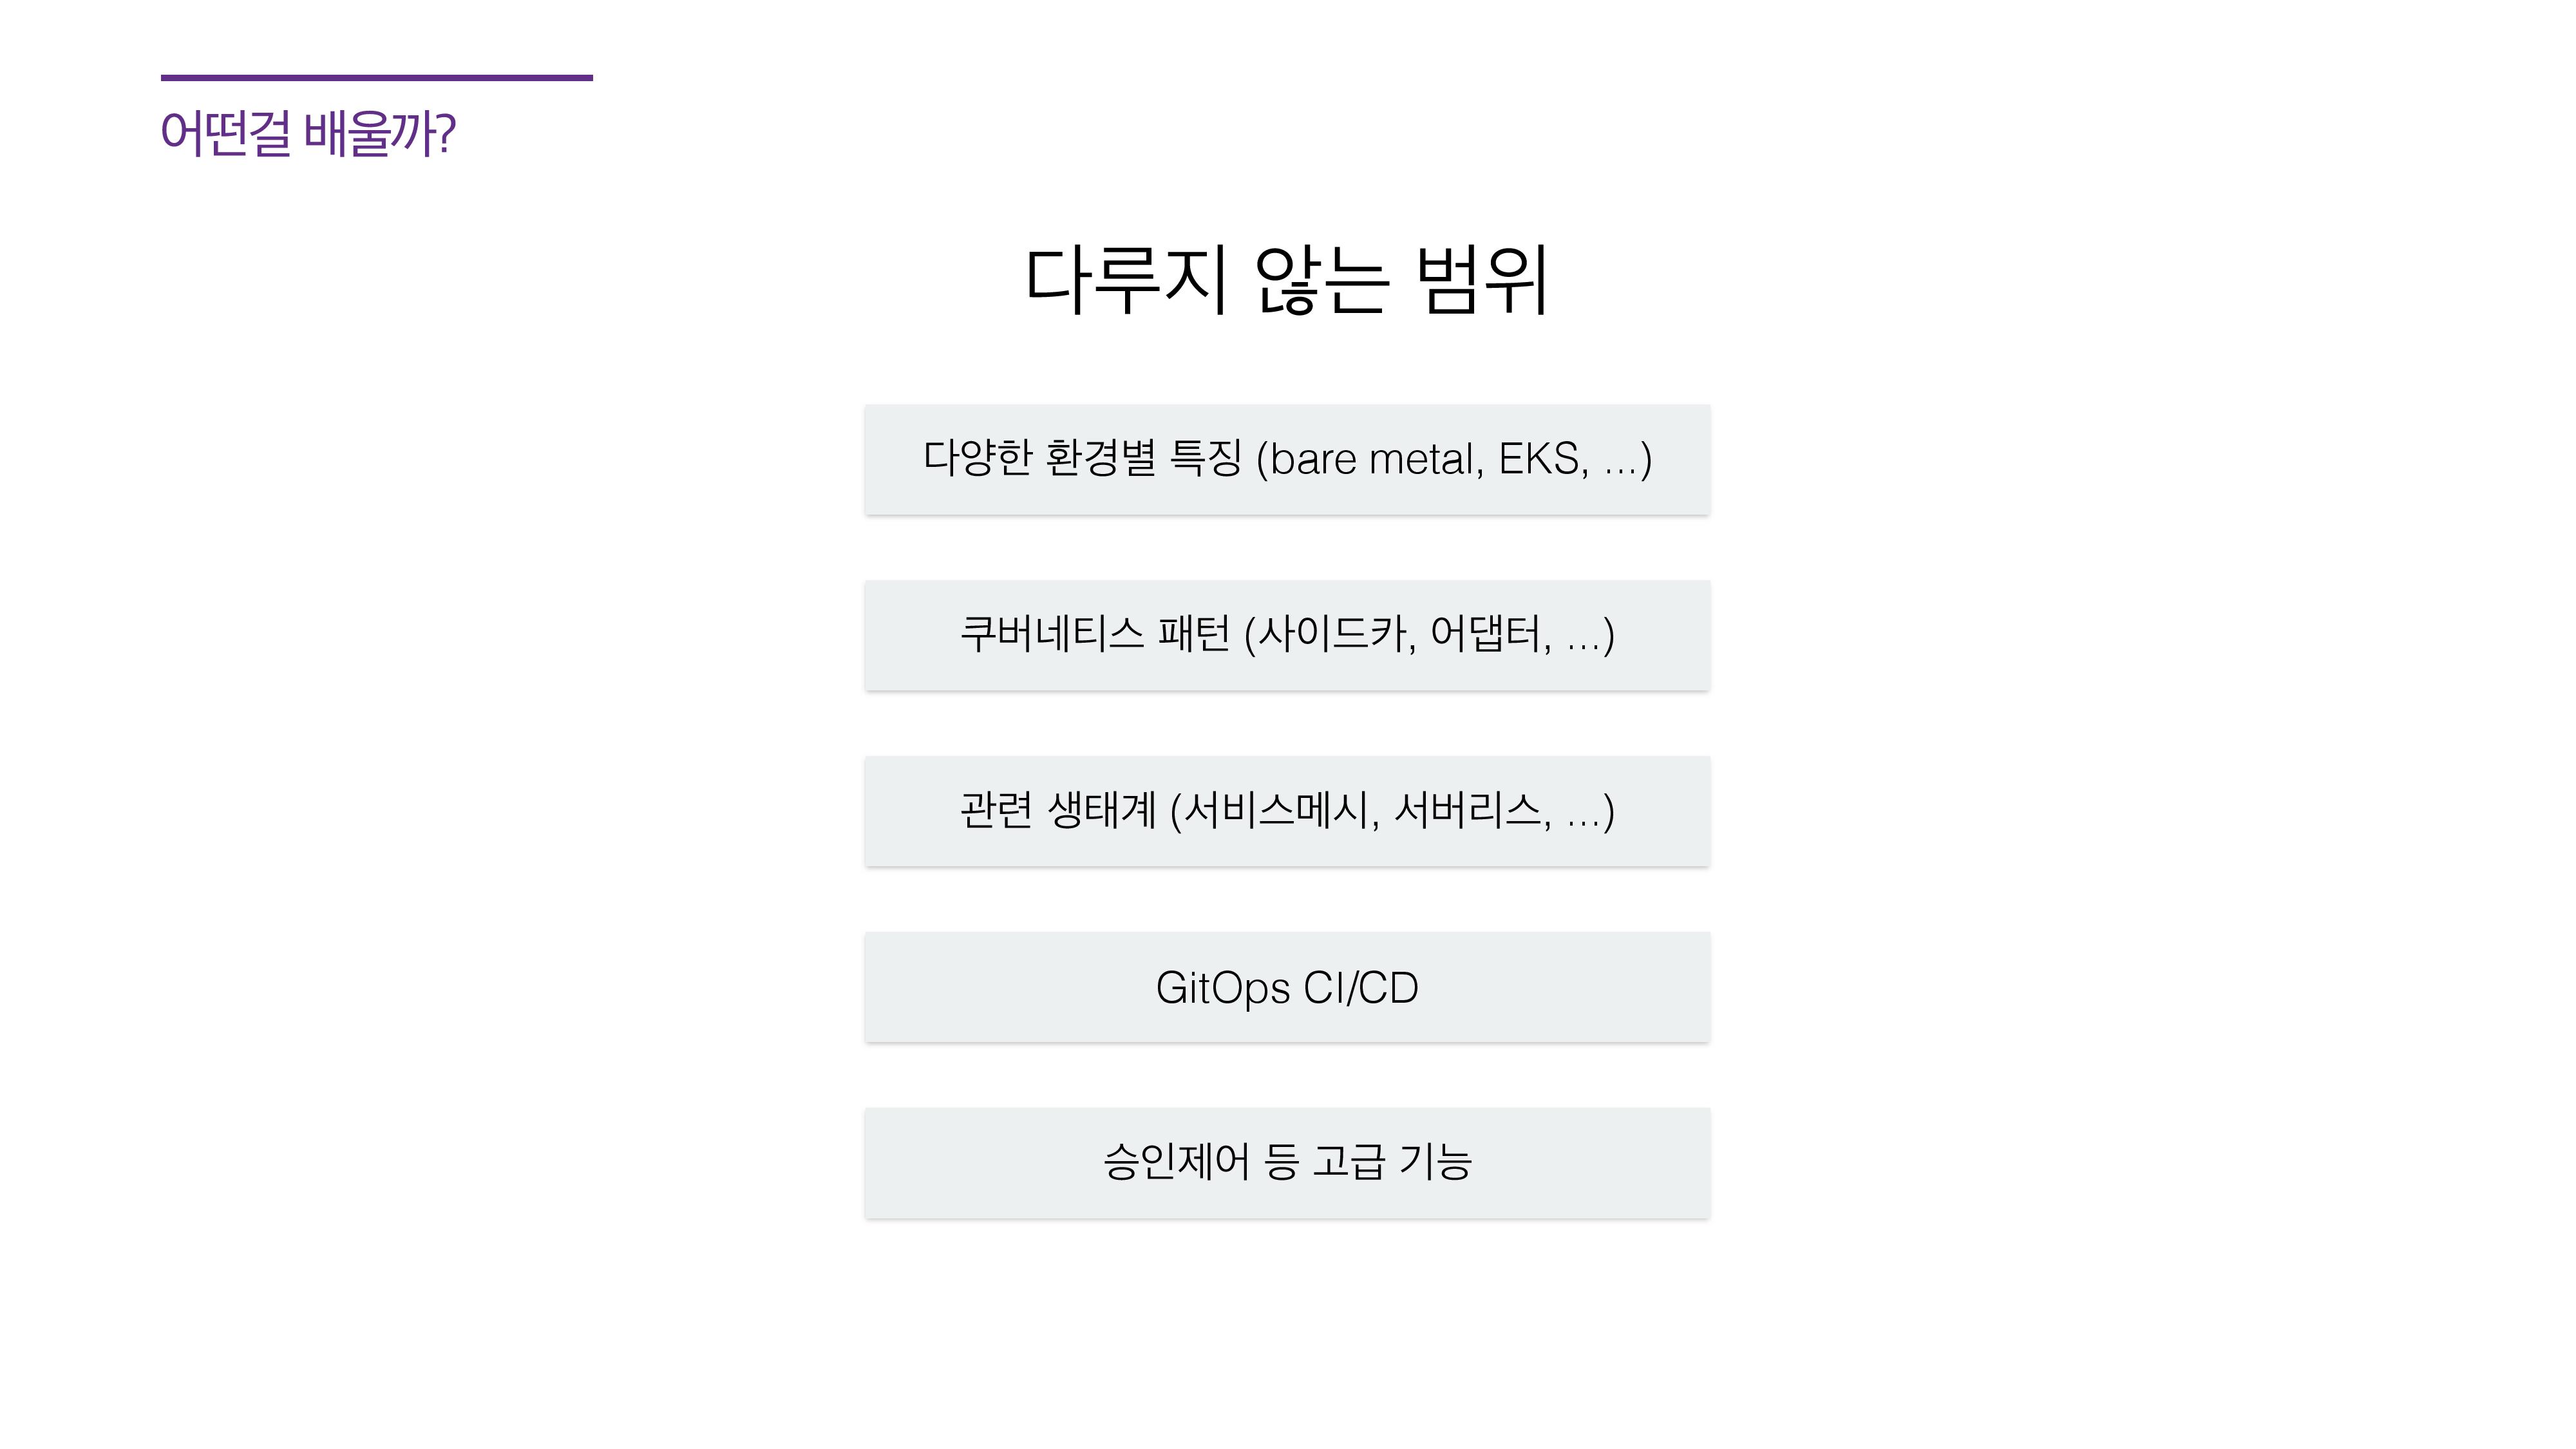 어떤걸 배울까?
다루지 않는 범위
다양한 환경별 특징 (bare metal, EKS, ...)
쿠버네티스 패턴 (사이드카, 어댑터, ...)
관련 생태계 (서비스메시, 서버리스, ...)
GitOps CI/CD
승인제어 등 고급 기능